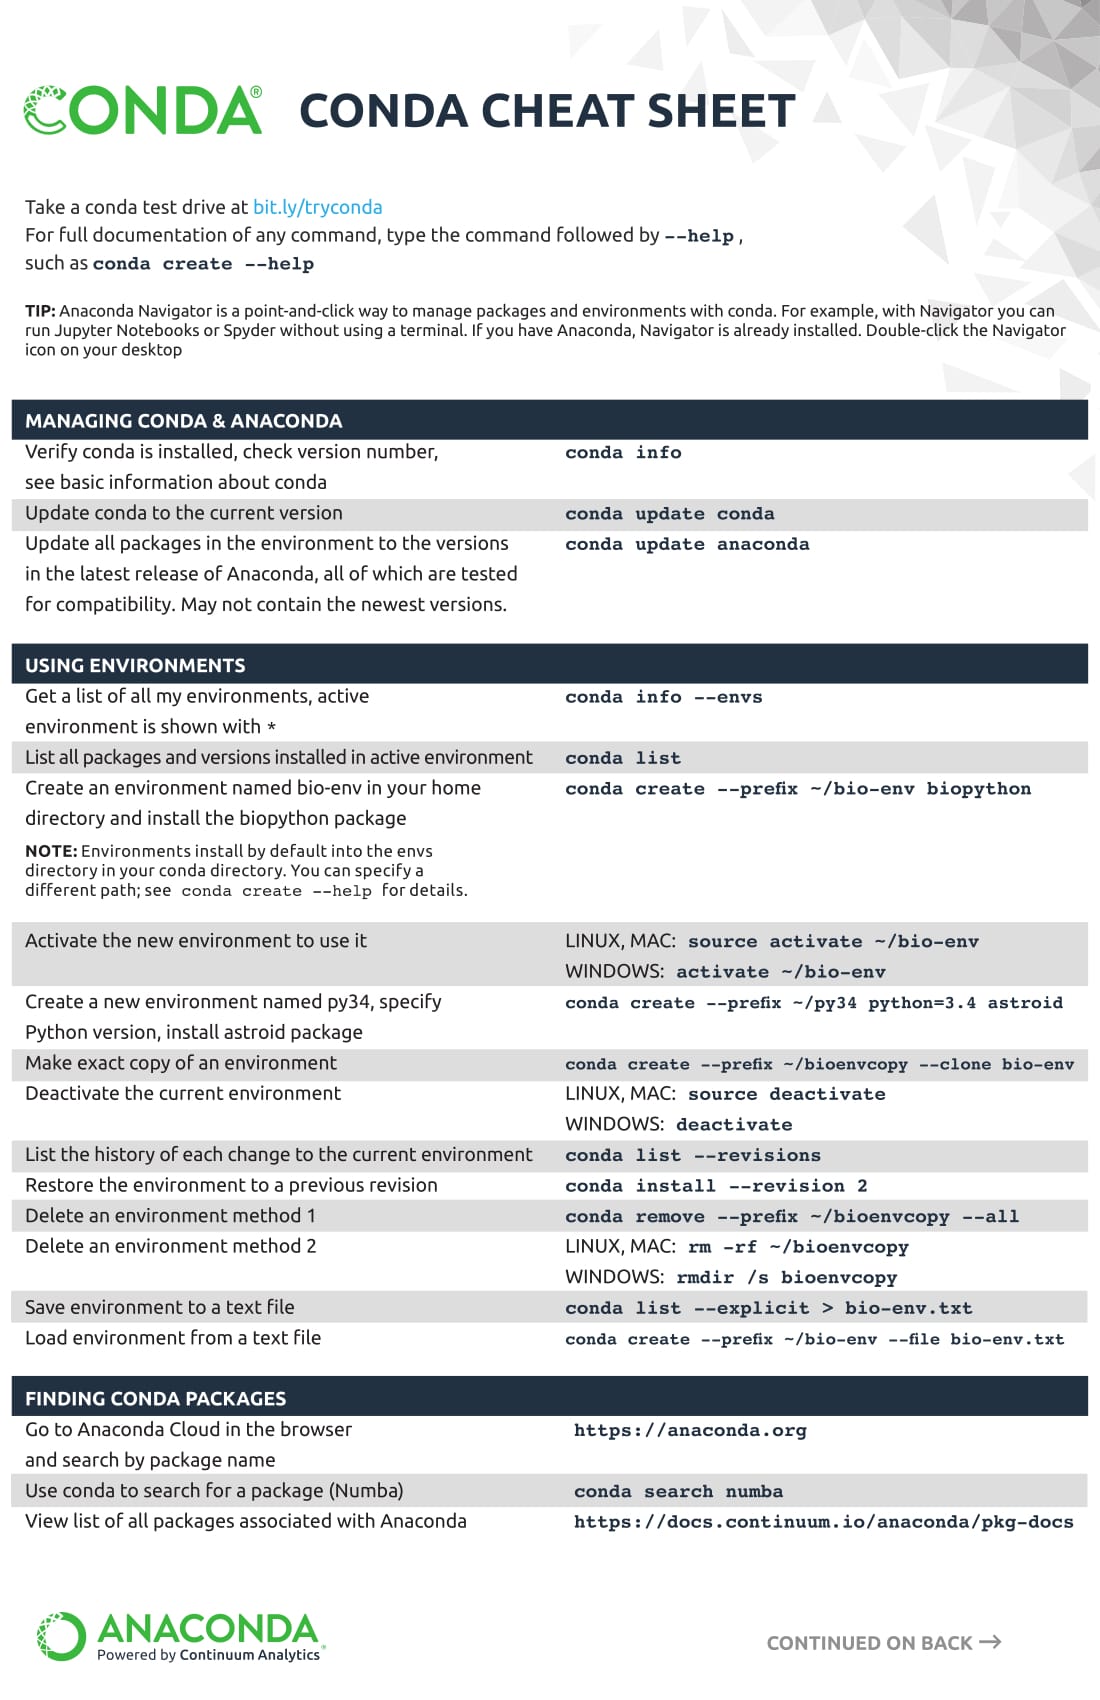 CONDA® CONDA CHEAT SHEET
Take a conda test drive at bit.ly/tryconda
For full documentation of any command, type the command followed by --help ,
such as conda create --help
TIP: Anaconda Navigator is a point-and-click way to manage packages and environments with conda. For example, with Navigator you can
run Jupyter Notebooks or Spyder without using a terminal. If you have Anaconda, Navigator is already installed. Double-click the Navigator
icon on your desktop
MANAGING CONDA & ANACONDA
Verify conda is installed, check version number, conda info
see basic information about conda
Update conda to the current version conda update conda
Update all packages in the environment to the versions conda update anaconda
in the latest release of Anaconda, all of which are tested
for compatibility. May not contain the newest versions.
USING ENVIRONMENTS
Get a list of all my environments, active conda info --envs
environment is shown with *
List all packages and versions installed in active environment conda list
Create an environment named bio-env in your home conda create --prefix ~/bio-env biopython
directory and install the biopython package
NOTE: Environments install by default into the envs
directory in your conda directory. You can specify a
different path; see conda create --help for details.
Activate the new environment to use it LINUX, MAC: source activate ~/bio-env
WINDOWS: activate ~/bio-env
Create a new environment named py34, specify conda create --prefix ~/py34 python=3.4 astroid
Python version, install astroid package
Make exact copy of an environment conda create --prefix ~/bioenvcopy --clone bio-env
Deactivate the current environment LINUX, MAC: source deactivate
WINDOWS: deactivate
List the history of each change to the current environment conda list --revisions
Restore the environment to a previous revision conda install --revision 2
Delete an environment method 1 conda remove --prefix ~/bioenvcopy --all
Delete an environment method 2 LINUX, MAC: rm -rf ~/bioenvcopy
WINDOWS: rmdir /s bioenvcopy
Save environment to a text file conda list --explicit > bio-env.txt
Load environment from a text file conda create --prefix ~/bio-env --file bio-env.txt
FINDING CONDA PACKAGES
Go to Anaconda Cloud in the browser https://anaconda.org
and search by package name
Use conda to search for a package (Numba) conda search numba
View list of all packages associated with Anaconda https://docs.continuum.io/anaconda/pkg-docs
ANACONDA®
Powered by Continuum Analytics
CONTINUED ON BACK →